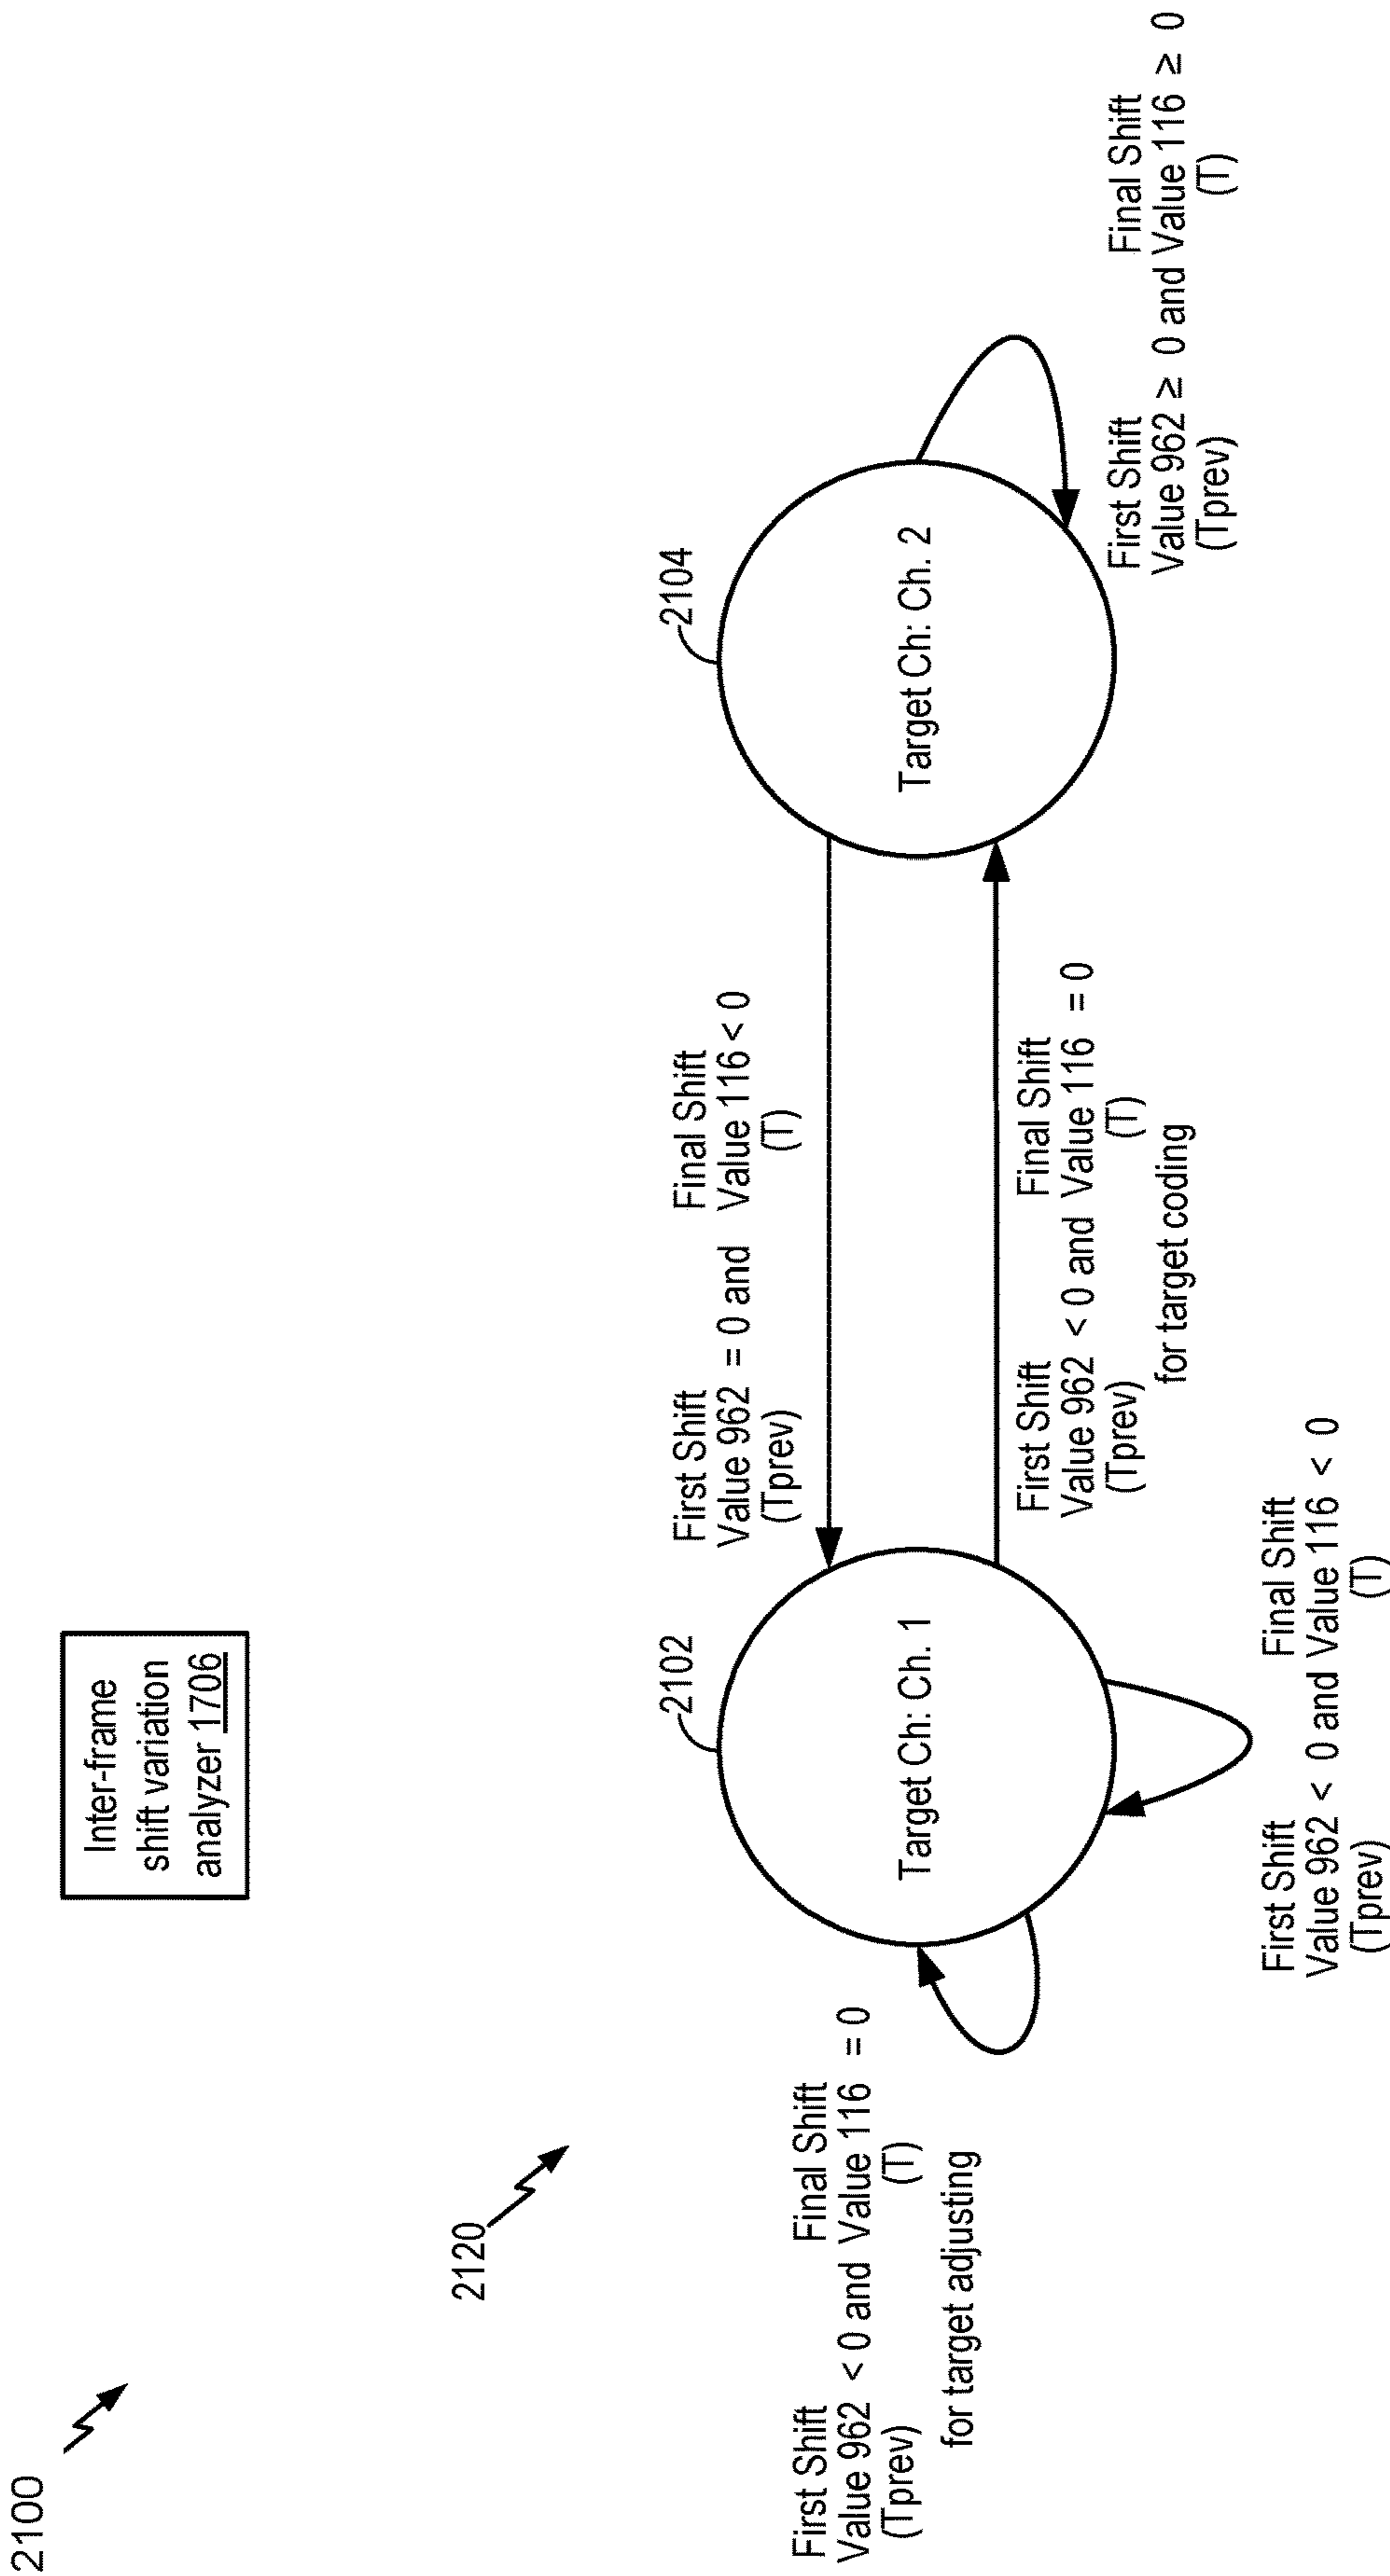 2100
Inter-frame
shift variation
analyzer 1706
2120
2102
2104
Target Ch: Ch. 1
Target Ch: Ch. 2
First Shift Final Shift
Value 962 = 0 and Value 116 < 0
(Tprev) (T)
First Shift Final Shift
Value 962 < 0 and Value 116 = 0
(Tprev) (T)
for target adjusting
First Shift Final Shift
Value 962 < 0 and Value 116 = 0
(Tprev) (T)
for target coding
First Shift Final Shift
Value 962 ≥ 0 and Value 116 ≥ 0
(Tprev) (T)
First Shift Final Shift
Value 962 < 0 and Value 116 < 0
(Tprev) (T)